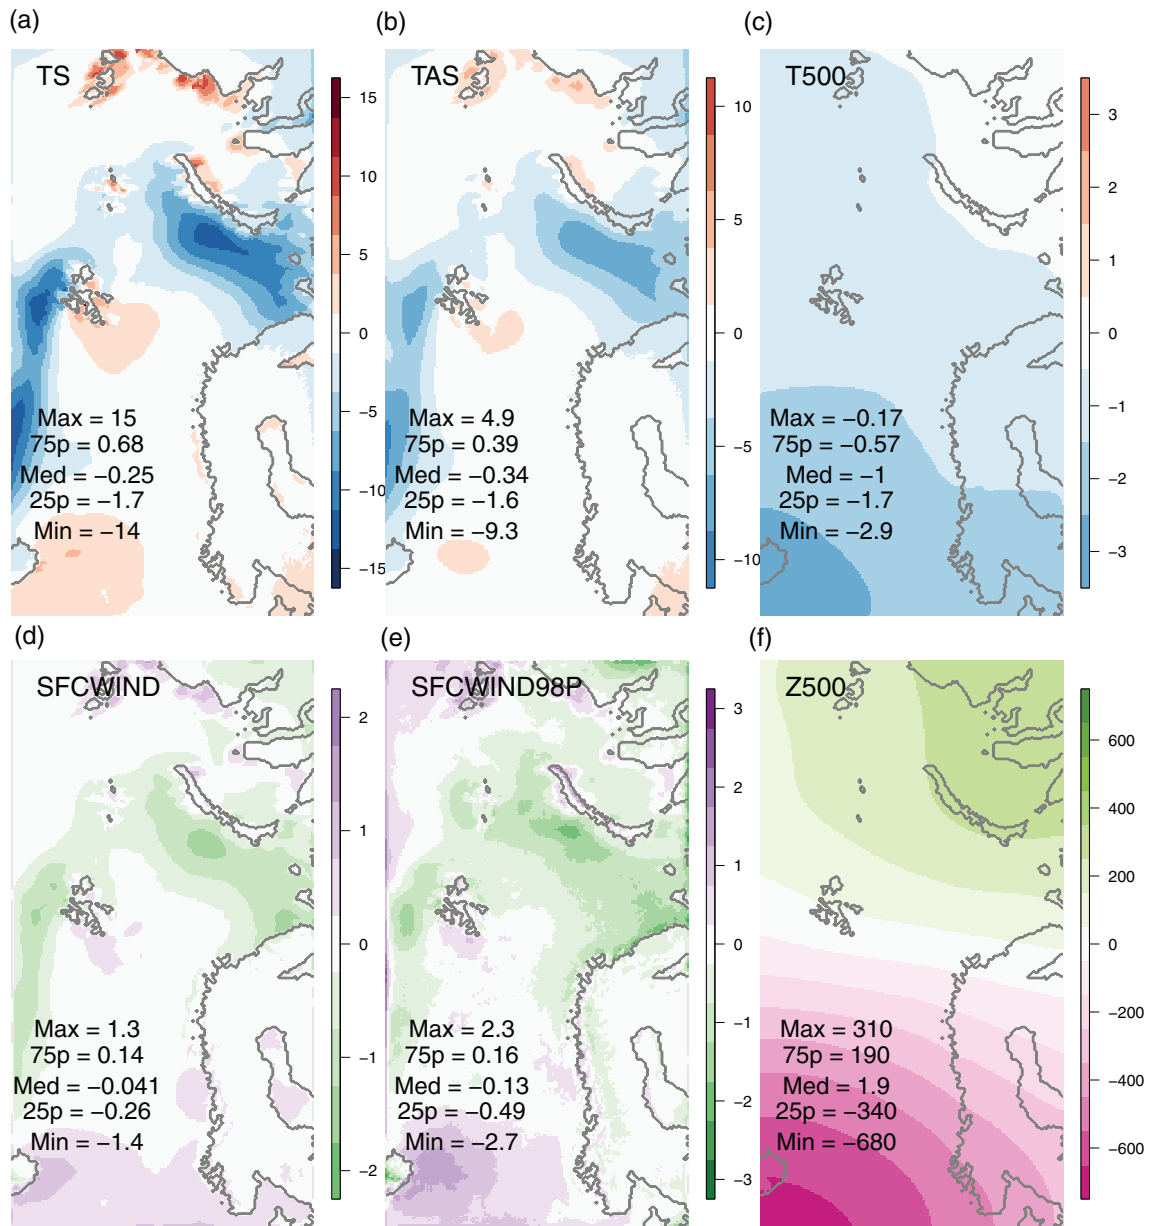 (a)
TS
15
10
5
0
−5
−10
−15
Max = 15
75p = 0.68
Med = −0.25
25p = −1.7
Min = −14
(b)
TAS
10
5
0
−5
−10
Max = 4.9
75p = 0.39
Med = −0.34
25p = −1.6
Min = −9.3
(c)
T500
3
2
1
0
−1
−2
−3
Max = −0.17
75p = −0.57
Med = −1
25p = −1.7
Min = −2.9
(d)
SFCWIND
2
1
0
−1
−2
Max = 1.3
75p = 0.14
Med = −0.041
25p = −0.26
Min = −1.4
(e)
SFCWIND98P
3
2
1
0
−1
−2
−3
Max = 2.3
75p = 0.16
Med = −0.13
25p = −0.49
Min = −2.7
(f)
Z500
600
400
200
0
−200
−400
−600
Max = 310
75p = 190
Med = 1.9
25p = −340
Min = −680